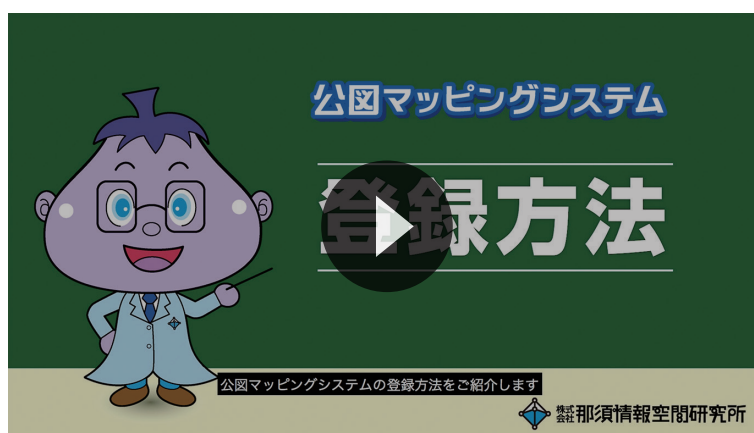 公図マッピングシステム
登録方法
公図マッピングシステムの登録方法をご紹介します
株式会社那須情報空間研究所